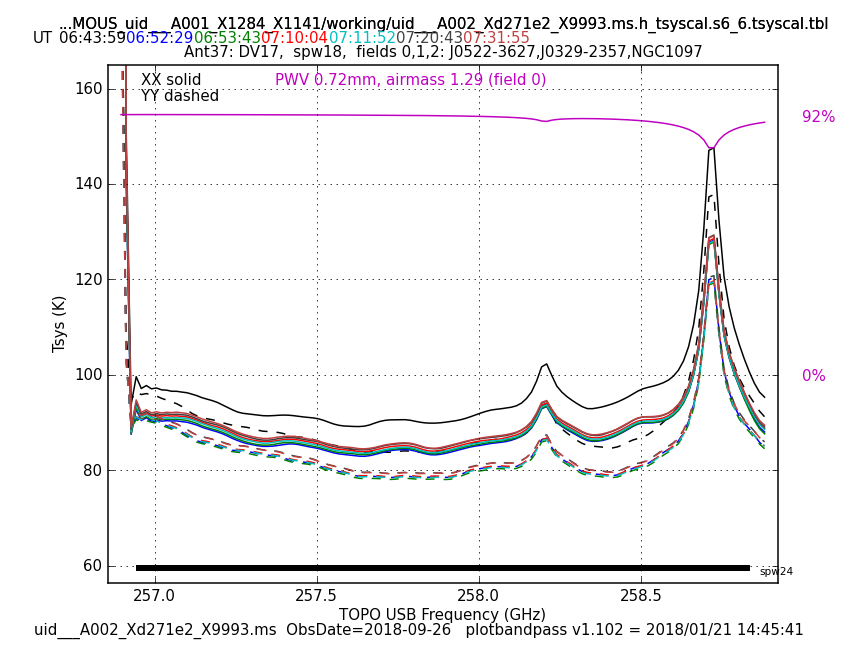 ...MOUS_uid___A001_X1284_X1141/working/uid___A002_Xd271e2_X9993.ms.h_tsyscal.s6_6.tsyscal.tbl
UT 06:43:59 06:52:29 06:53:43 07:10:04 07:11:52 07:20:43 07:31:55
Ant37: DV17, spw18, fields 0,1,2: J0522-3627,J0329-2357,NGC1097
XX solid
YY dashed
PWV 0.72mm, airmass 1.29 (field 0)
92%
0%
160
140
120
100
80
60
Tsys (K)
spw24
257.0 257.5 258.0 258.5
TOPO USB Frequency (GHz)
uid___A002_Xd271e2_X9993.ms ObsDate=2018-09-26 plotbandpass v1.102 = 2018/01/21 14:45:41